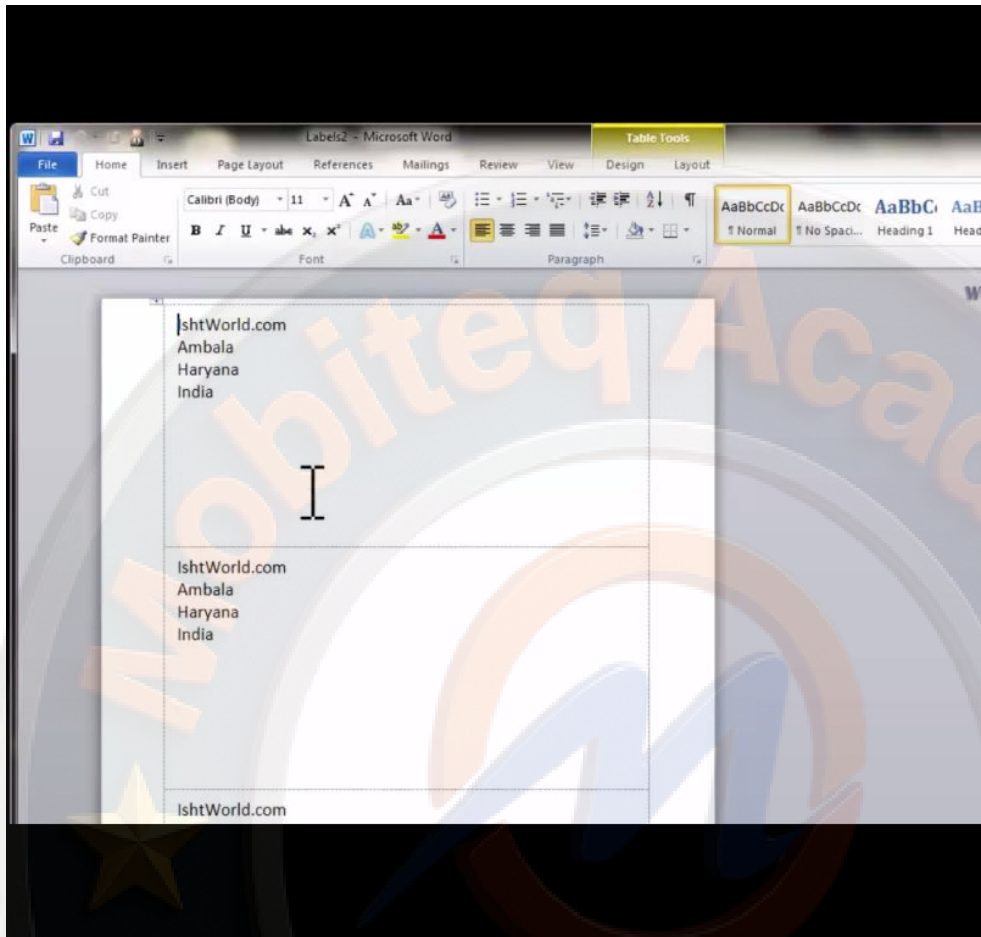 Labels2 - Microsoft Word
Table Tools
File Home Insert Page Layout References Mailings Review View Design Layout
Cut
Copy
Paste
Format Painter
Calibri (Body) 11
AaBbCcDc AaBbCcDc AaBbC
¶ Normal ¶ No Spaci... Heading 1 Head
Clipboard Font Paragraph
IshtWorld.com
Ambala
Haryana
India
IshtWorld.com
Ambala
Haryana
India
IshtWorld.com
Mobiteq Acad